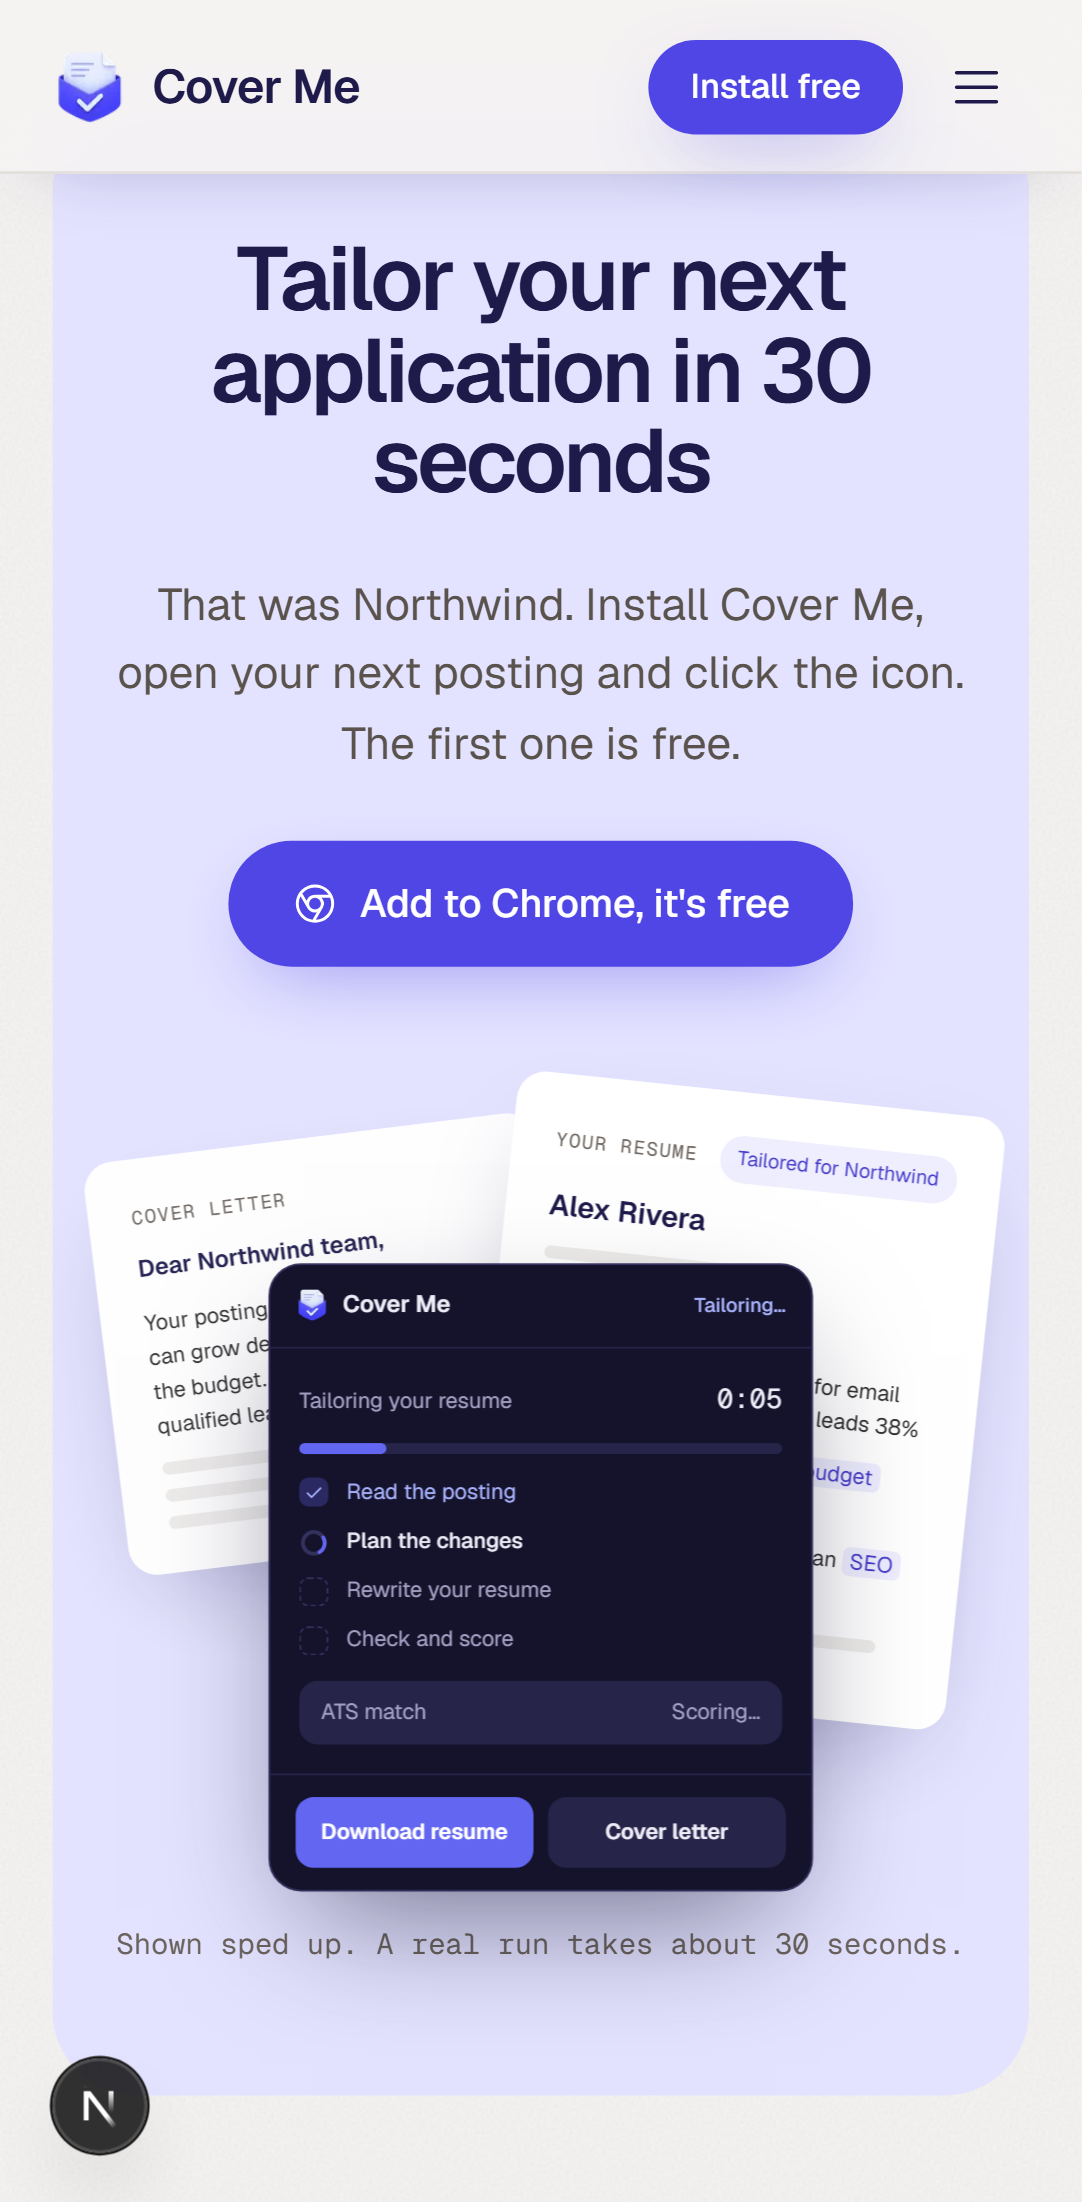 Cover Me
Install free
Tailor your next
application in 30
seconds
That was Northwind. Install Cover Me,
open your next posting and click the icon.
The first one is free.
Add to Chrome, it's free
COVER LETTER
Dear Northwind team,
Your posting
can grow
the budget.
qualified
YOUR RESUME
Tailored for Northwind
Alex Rivera
for email
leads 38%
SEO
Cover Me
Tailoring…
Tailoring your resume
0:05
Read the posting
Plan the changes
Rewrite your resume
Check and score
ATS match
Scoring…
Download resume
Cover letter
Shown sped up. A real run takes about 30 seconds.
N